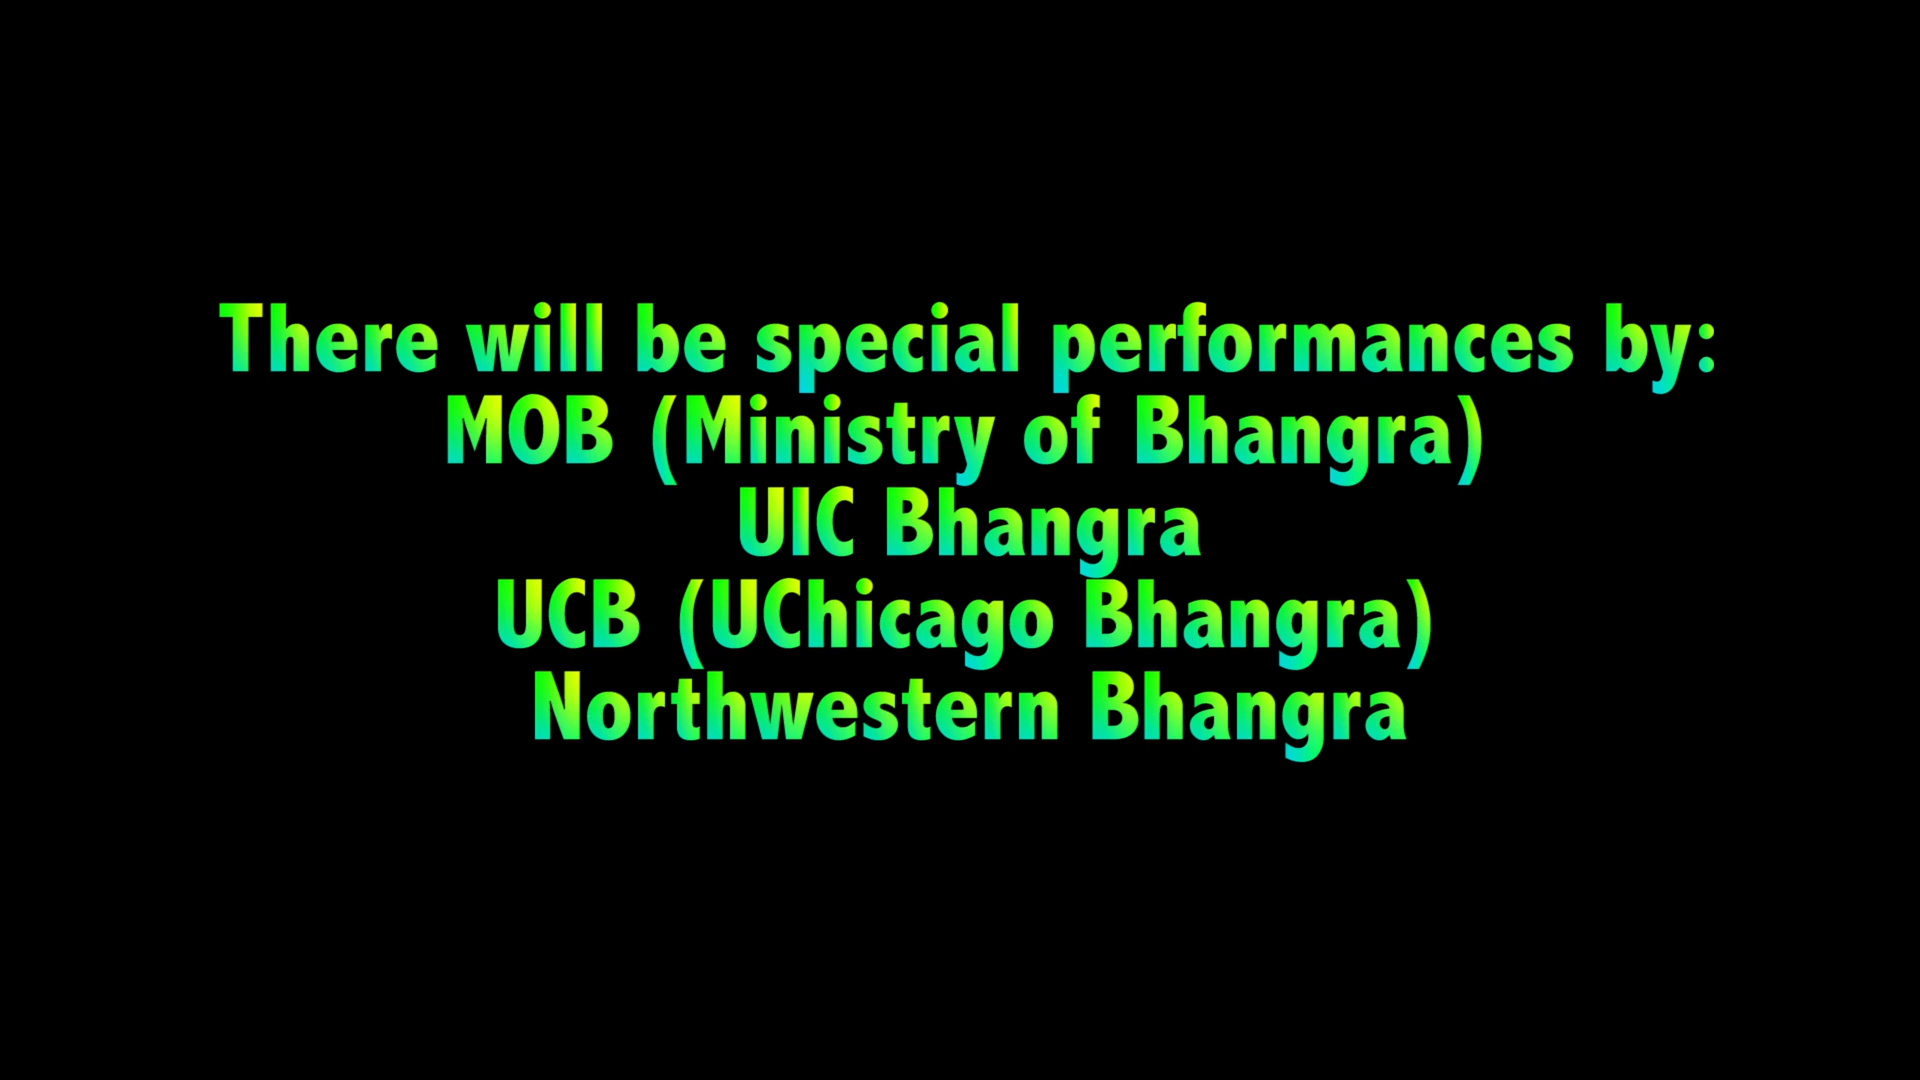 There will be special performances by:
MOB (Ministry of Bhangra)
UIC Bhangra
UCB (UChicago Bhangra)
Northwestern Bhangra